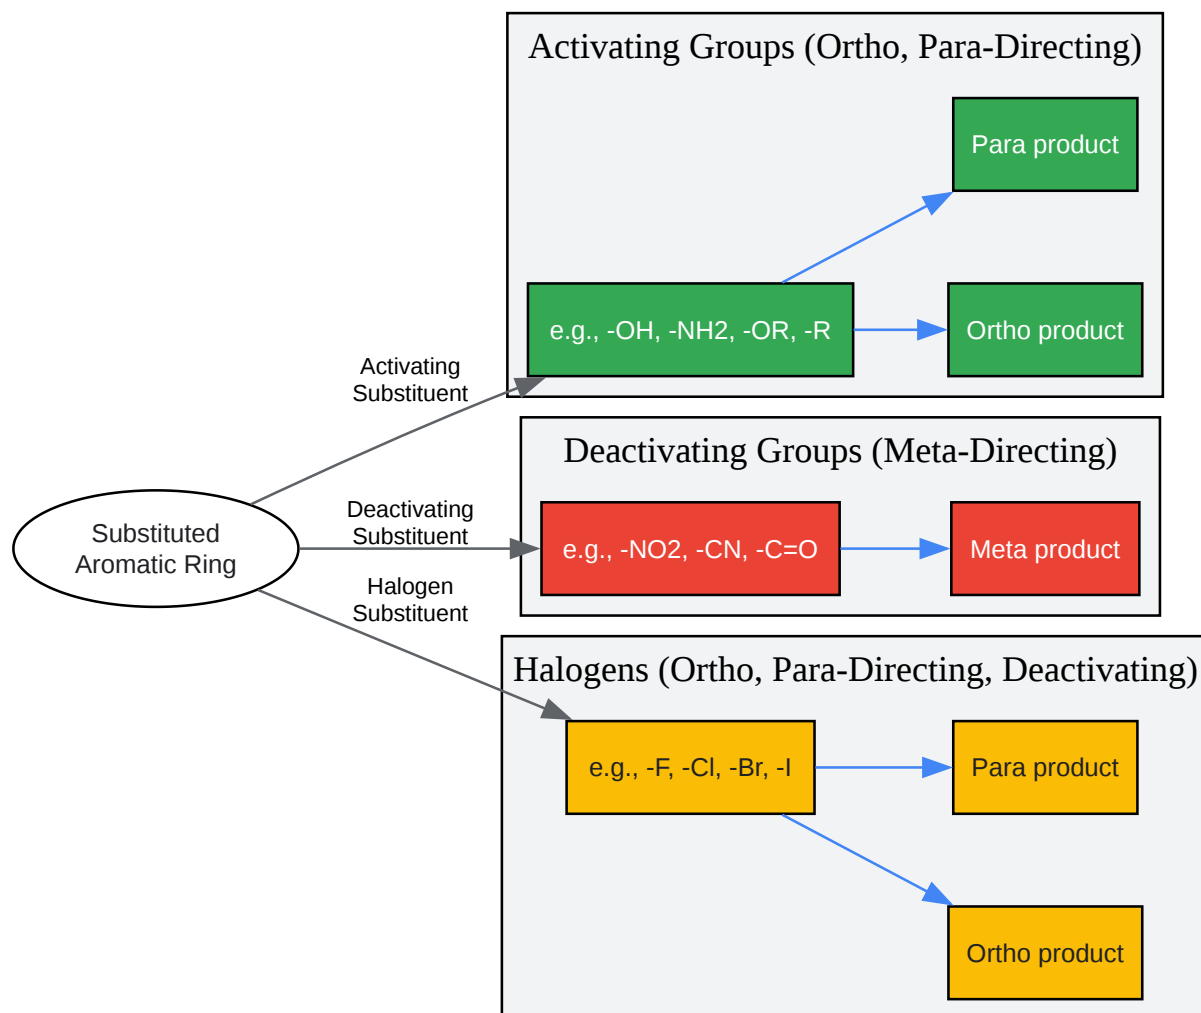 Activating Groups (Ortho, Para-Directing)
Para product
e.g., -OH, -NH2, -OR, -R
Ortho product
Activating
Substituent
Deactivating Groups (Meta-Directing)
Deactivating
Substituent
e.g., -NO2, -CN, -C=O
Meta product
Substituted
Aromatic Ring
Halogen
Substituent
Halogens (Ortho, Para-Directing, Deactivating)
e.g., -F, -Cl, -Br, -I
Para product
Ortho product